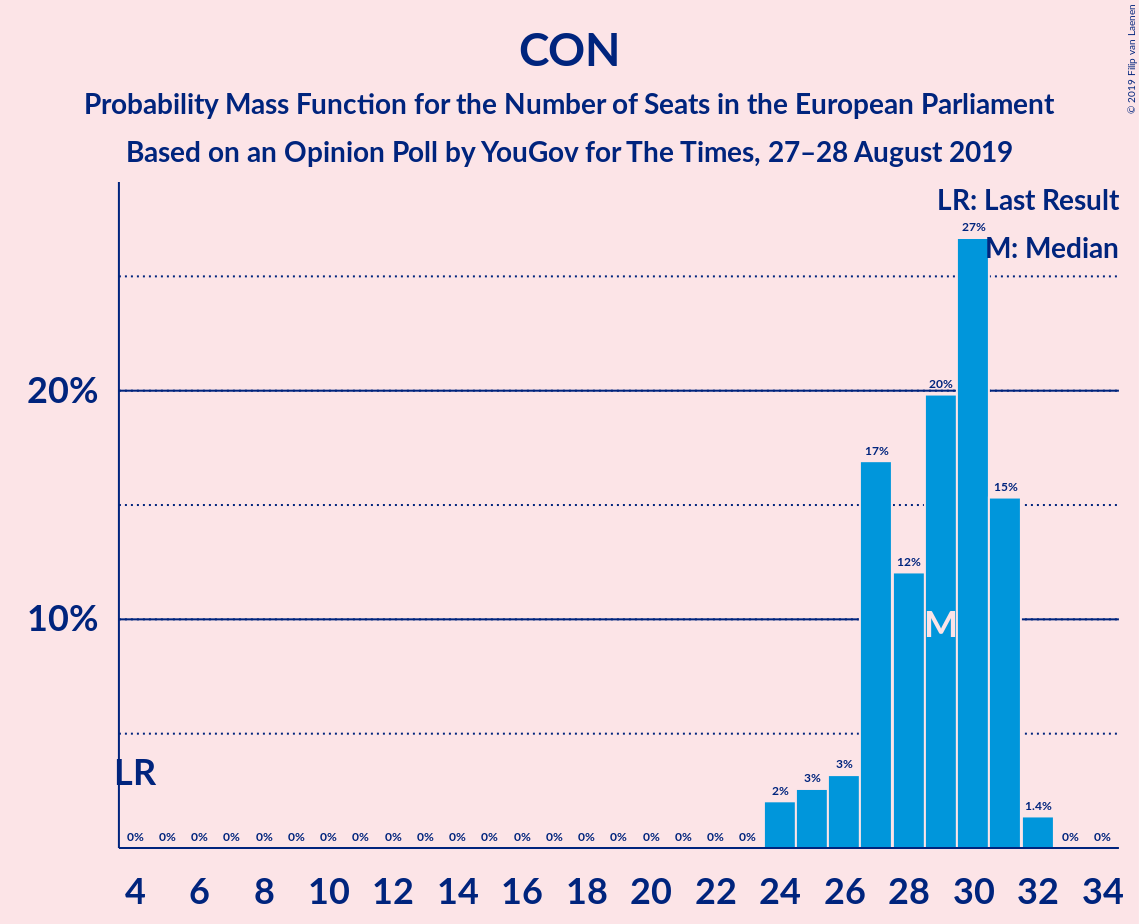 CON
Probability Mass Function for the Number of Seats in the European Parliament
Based on an Opinion Poll by YouGov for The Times, 27–28 August 2019
© 2019 Filip van Laenen
LR: Last Result
M: Median
27%
20%
20%
17%
15%
12%
10%
M
LR
3%
3%
2%
1.4%
0% 0% 0% 0% 0% 0% 0% 0% 0% 0% 0% 0% 0% 0% 0% 0% 0% 0% 0% 0% 0% 0%
4 6 8 10 12 14 16 18 20 22 24 26 28 30 32 34